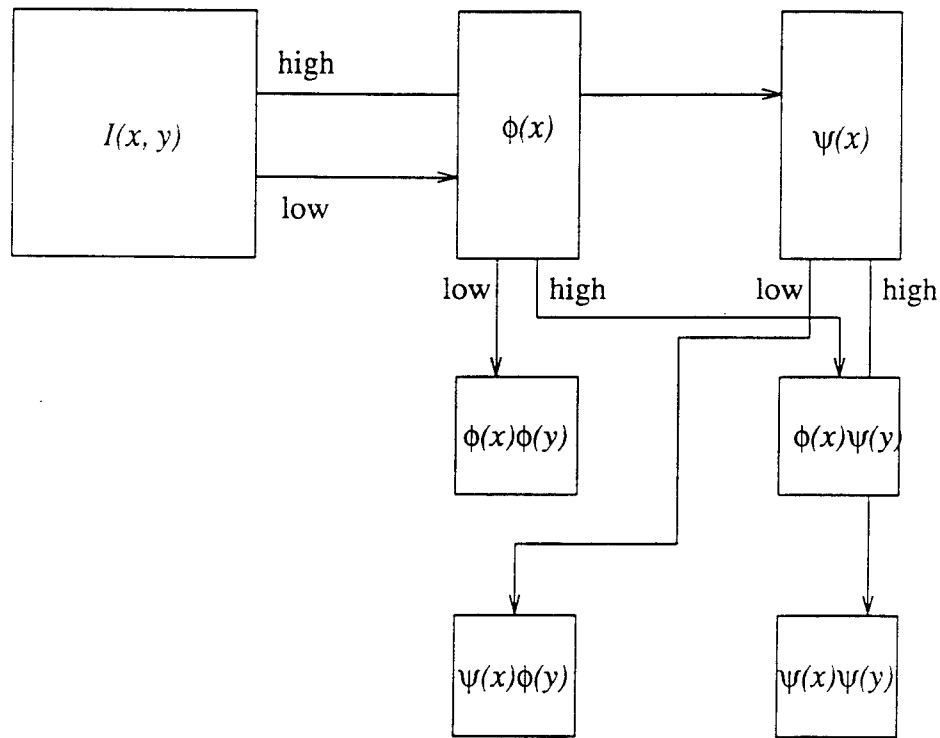 high
I(x, y)
ϕ(x)
ψ(x)
low
low
high
low
high
ϕ(x)ϕ(y)
ϕ(x)ψ(y)
ψ(x)ϕ(y)
ψ(x)ψ(y)